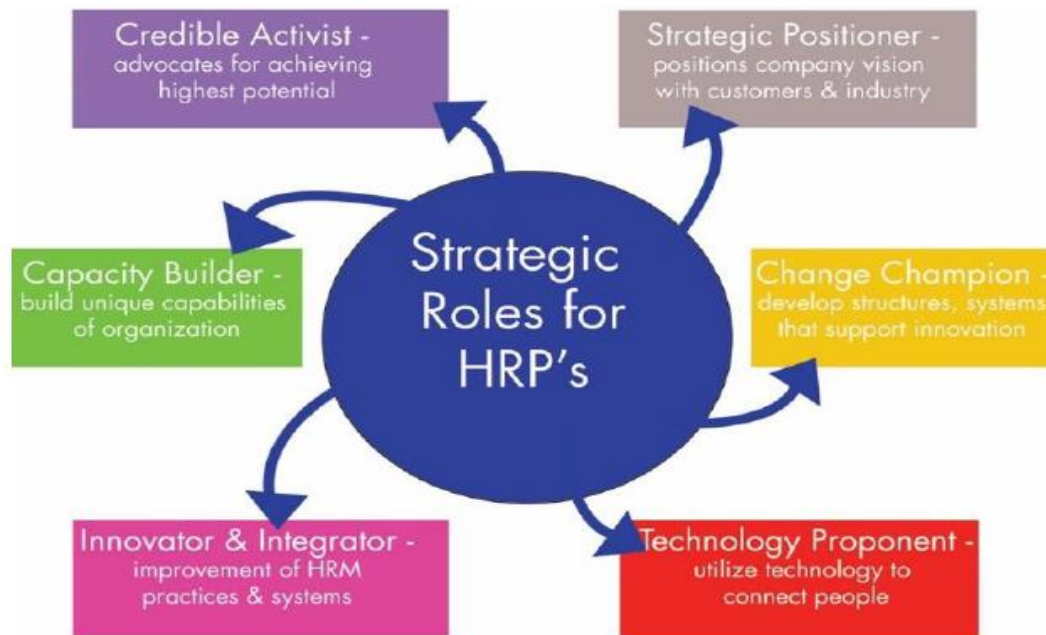 Credible Activist -
advocates for achieving
highest potential
Strategic Positioner -
positions company vision
with customers & industry
Strategic
Roles for
HRP's
Capacity Builder -
build unique capabilities
of organization
Change Champion -
develop structures, systems
that support innovation
Innovator & Integrator -
improvement of HRM
practices & systems
Technology Proponent -
utilize technology to
connect people